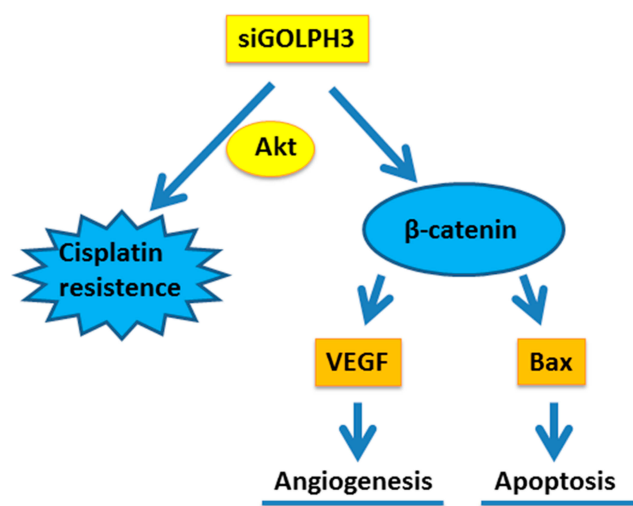 siGOLPH3
Akt
Cisplatin
resistence
β-catenin
VEGF
Bax
Angiogenesis
Apoptosis